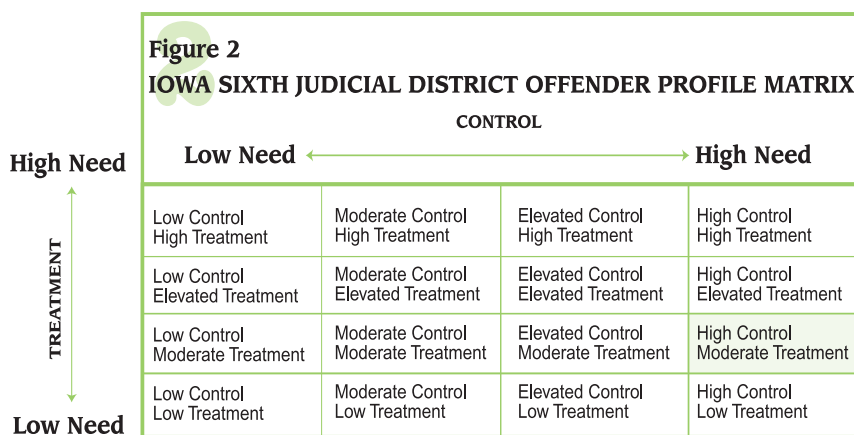 Figure 2
IOWA SIXTH JUDICIAL DISTRICT OFFENDER PROFILE MATRIX
CONTROL
Low Need
High Need
High Need
TREATMENT
Low Need
Low Control
High Treatment
Moderate Control
High Treatment
Elevated Control
High Treatment
High Control
High Treatment
Low Control
Elevated Treatment
Moderate Control
Elevated Treatment
Elevated Control
Elevated Treatment
High Control
Elevated Treatment
Low Control
Moderate Treatment
Moderate Control
Moderate Treatment
Elevated Control
Moderate Treatment
High Control
Moderate Treatment
Low Control
Low Treatment
Moderate Control
Low Treatment
Elevated Control
Low Treatment
High Control
Low Treatment